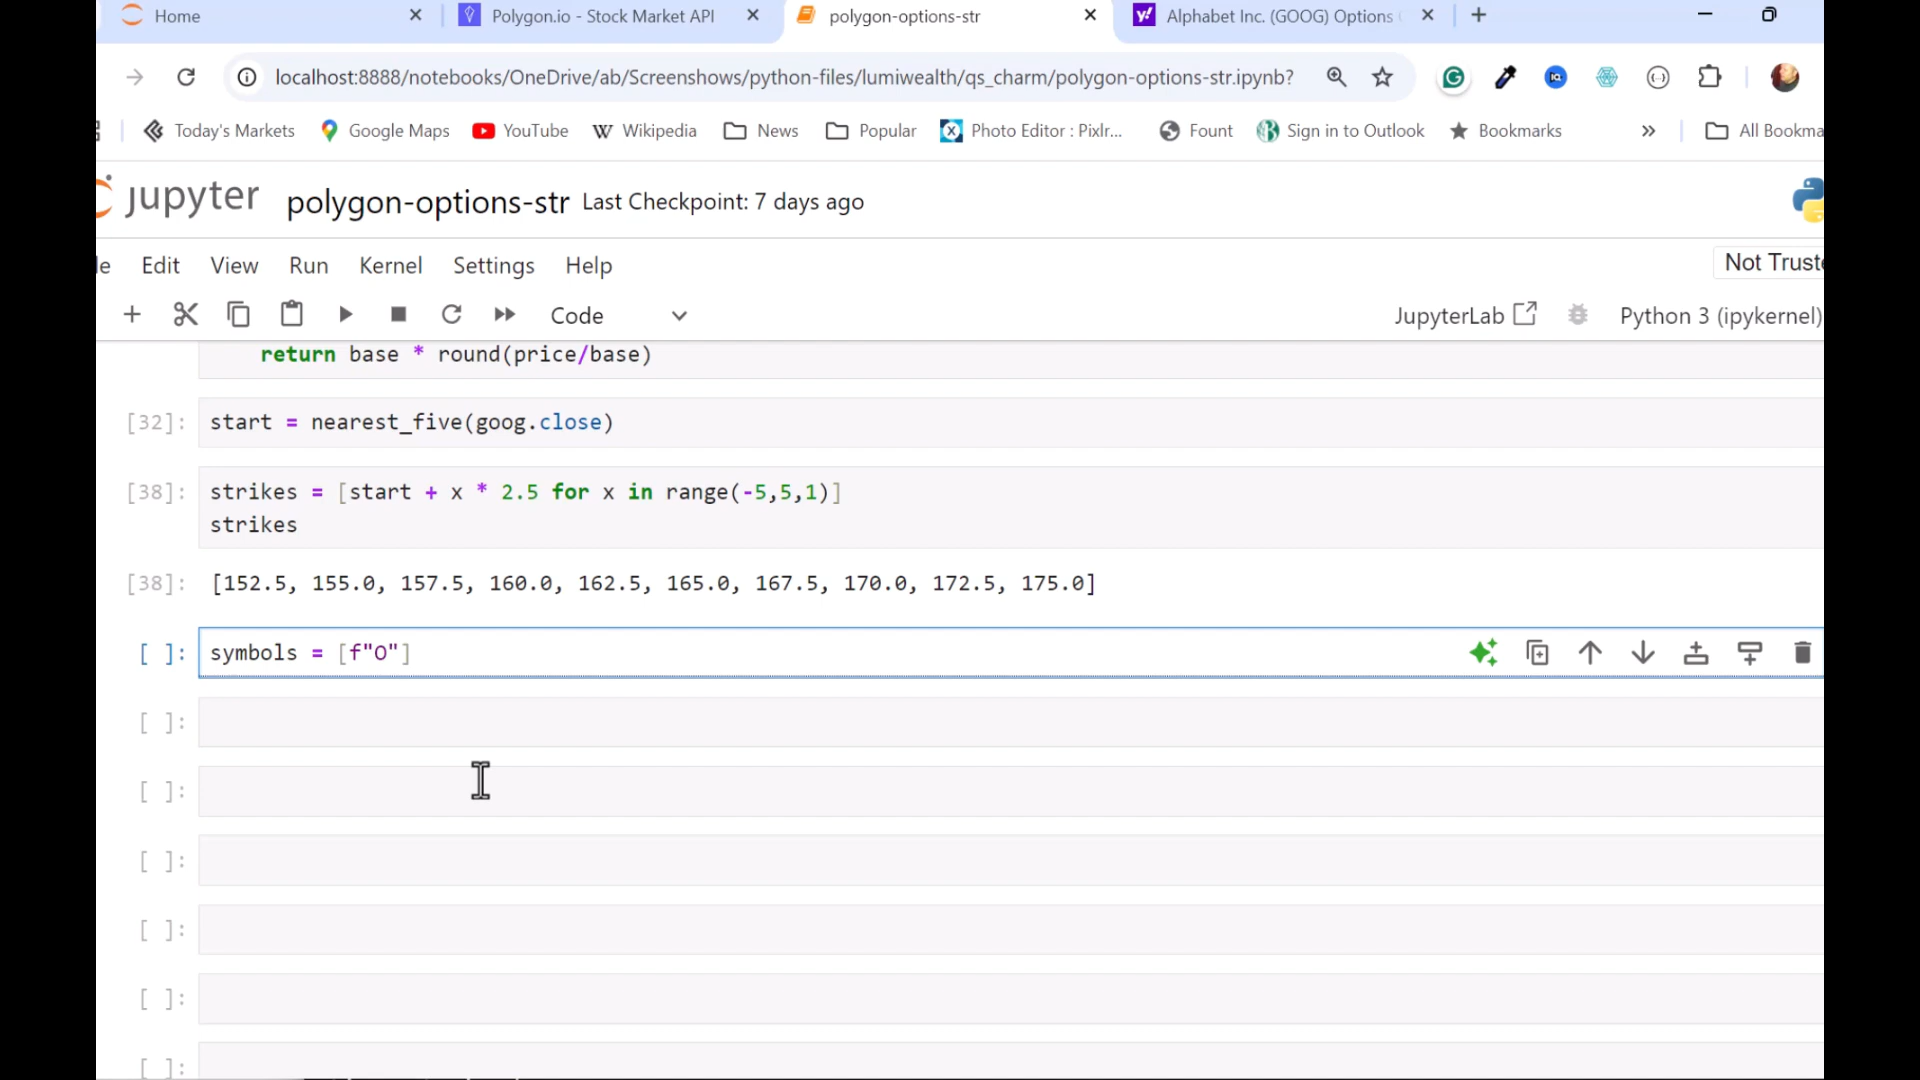 Home
Polygon.io - Stock Market API
polygon-options-str
Alphabet Inc. (GOOG) Options
localhost:8888/notebooks/OneDrive/ab/Screenshows/python-files/lumiwealth/qs_charm/polygon-options-str.ipynb?
Today's Markets
Google Maps
YouTube
Wikipedia
News
Popular
Photo Editor : Pixlr...
Fount
Sign in to Outlook
Bookmarks
»
All Bookma
jupyter polygon-options-str Last Checkpoint: 7 days ago
le Edit View Run Kernel Settings Help
Not Trust
Code
JupyterLab
Python 3 (ipykernel)
return base * round(price/base)
[32]: start = nearest_five(goog.close)
[38]: strikes = [start + x * 2.5 for x in range(-5,5,1)]
strikes
[38]: [152.5, 155.0, 157.5, 160.0, 162.5, 165.0, 167.5, 170.0, 172.5, 175.0]
[ ]: symbols = [f"O"]
[ ]:
[ ]:
[ ]:
[ ]:
[ ]:
[ ]: